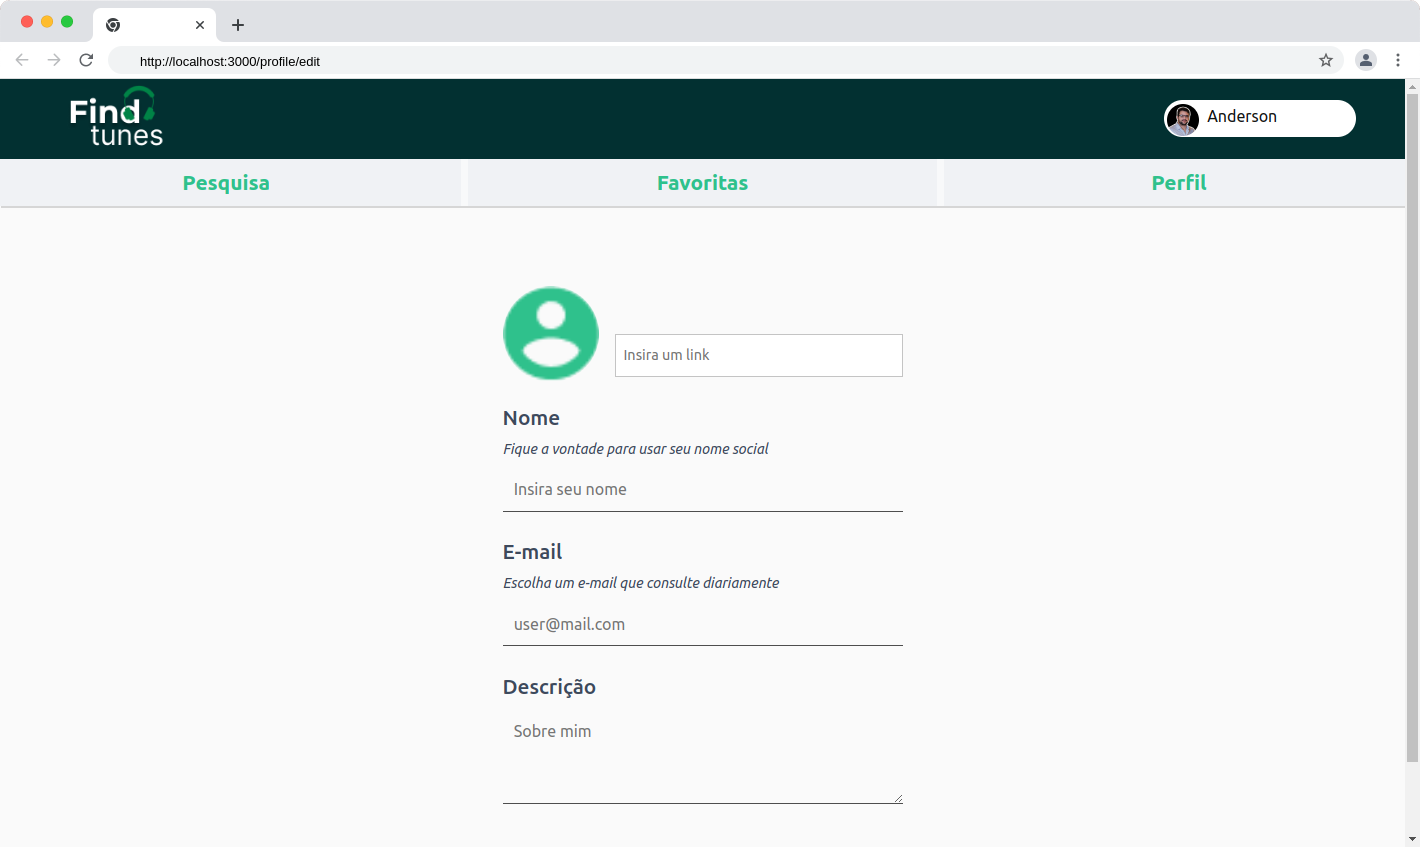 http://localhost:3000/profile/edit
Find
tunes
Anderson
Pesquisa
Favoritas
Perfil
Insira um link
Nome
Fique a vontade para usar seu nome social
Insira seu nome
E-mail
Escolha um e-mail que consulte diariamente
user@mail.com
Descrição
Sobre mim